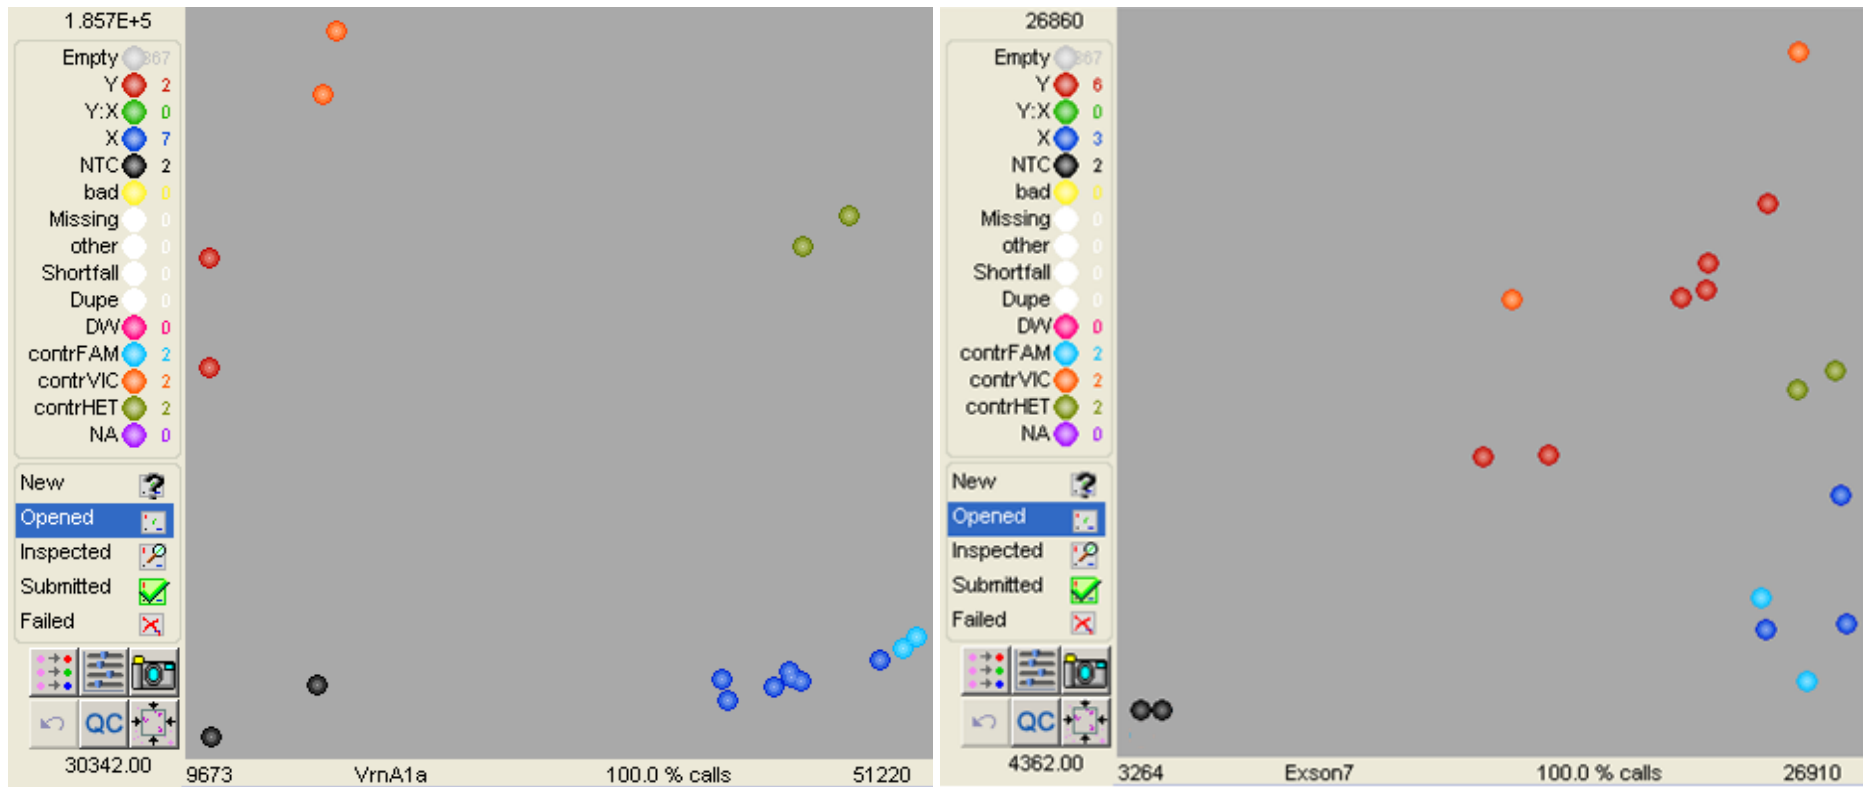 1.857E+5
Empty 367
Y 2
Y:X 0
X 7
NTC 2
bad 0
Missing 0
other 0
Shortfall 0
Dupe 0
DW 0
contrFAM 2
contrVIC 2
contrHET 2
NA 0
New
Opened
Inspected
Submitted
Failed
QC
30342.00
9673 VrnA1a 100.0 % calls 51220
26860
Empty 367
Y 6
Y:X 0
X 3
NTC 2
bad 0
Missing 0
other 0
Shortfall 0
Dupe 0
DW 0
contrFAM 2
contrVIC 2
contrHET 2
NA 0
New
Opened
Inspected
Submitted
Failed
QC
4362.00
3264 Exson7 100.0 % calls 26910